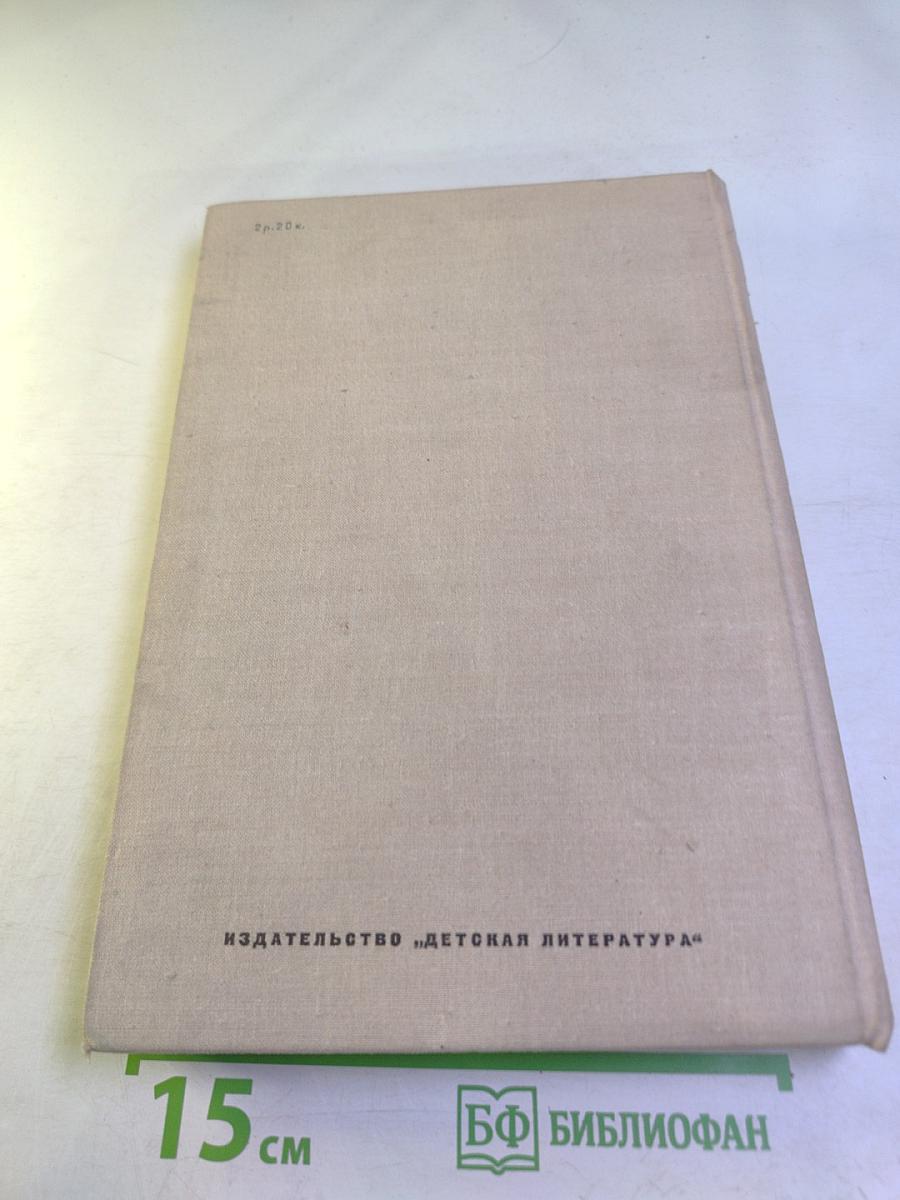 2р.20к.
ИЗДАТЕЛЬСТВО „ДЕТСКАЯ ЛИТЕРАТУРА“
15 см
БФ БИБЛИОФАН